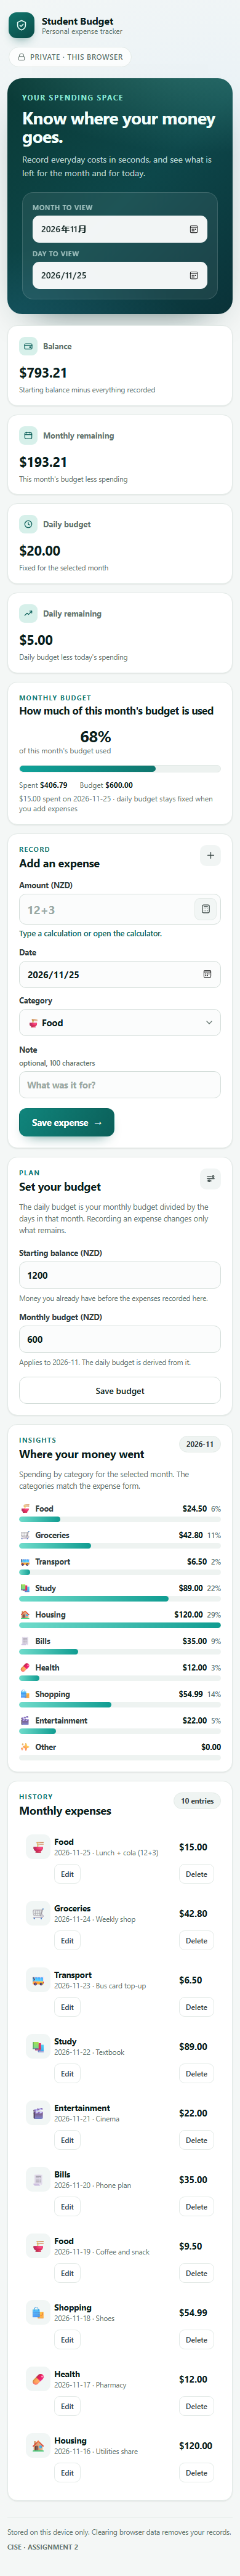 Student Budget
Personal expense tracker
PRIVATE · THIS BROWSER
YOUR SPENDING SPACE
Know where your money
goes.
Record everyday costs in seconds, and see what is
left for the month and for today.
MONTH TO VIEW
2026年11月
DAY TO VIEW
2026/11/25
Balance
$793.21
Starting balance minus everything recorded
Monthly remaining
$193.21
This month's budget less spending
Daily budget
$20.00
Fixed for the selected month
Daily remaining
$5.00
Daily budget less today's spending
MONTHLY BUDGET
How much of this month's budget is used
68%
of this month's budget used
Spent $406.79 Budget $600.00
$15.00 spent on 2026-11-25 · daily budget stays fixed when
you add expenses
RECORD
Add an expense
Amount (NZD)
12+3
Type a calculation or open the calculator.
Date
2026/11/25
Category
Food
Note
optional, 100 characters
What was it for?
Save expense →
PLAN
Set your budget
The daily budget is your monthly budget divided by the
days in that month. Recording an expense changes only
what remains.
Starting balance (NZD)
1200
Money you already have before the expenses recorded here.
Monthly budget (NZD)
600
Applies to 2026-11. The daily budget is derived from it.
Save budget
INSIGHTS
Where your money went
2026-11
Spending by category for the selected month. The
categories match the expense form.
Food $24.50 6%
Groceries $42.80 11%
Transport $6.50 2%
Study $89.00 22%
Housing $120.00 29%
Bills $35.00 9%
Health $12.00 3%
Shopping $54.99 14%
Entertainment $22.00 5%
Other $0.00
HISTORY
Monthly expenses
10 entries
Food
2026-11-25 · Lunch + cola (12+3)
$15.00
Edit Delete
Groceries
2026-11-24 · Weekly shop
$42.80
Edit Delete
Transport
2026-11-23 · Bus card top-up
$6.50
Edit Delete
Study
2026-11-22 · Textbook
$89.00
Edit Delete
Entertainment
2026-11-21 · Cinema
$22.00
Edit Delete
Bills
2026-11-20 · Phone plan
$35.00
Edit Delete
Food
2026-11-19 · Coffee and snack
$9.50
Edit Delete
Shopping
2026-11-18 · Shoes
$54.99
Edit Delete
Health
2026-11-17 · Pharmacy
$12.00
Edit Delete
Housing
2026-11-16 · Utilities share
$120.00
Edit Delete
Stored on this device only. Clearing browser data removes your records.
CISE · ASSIGNMENT 2